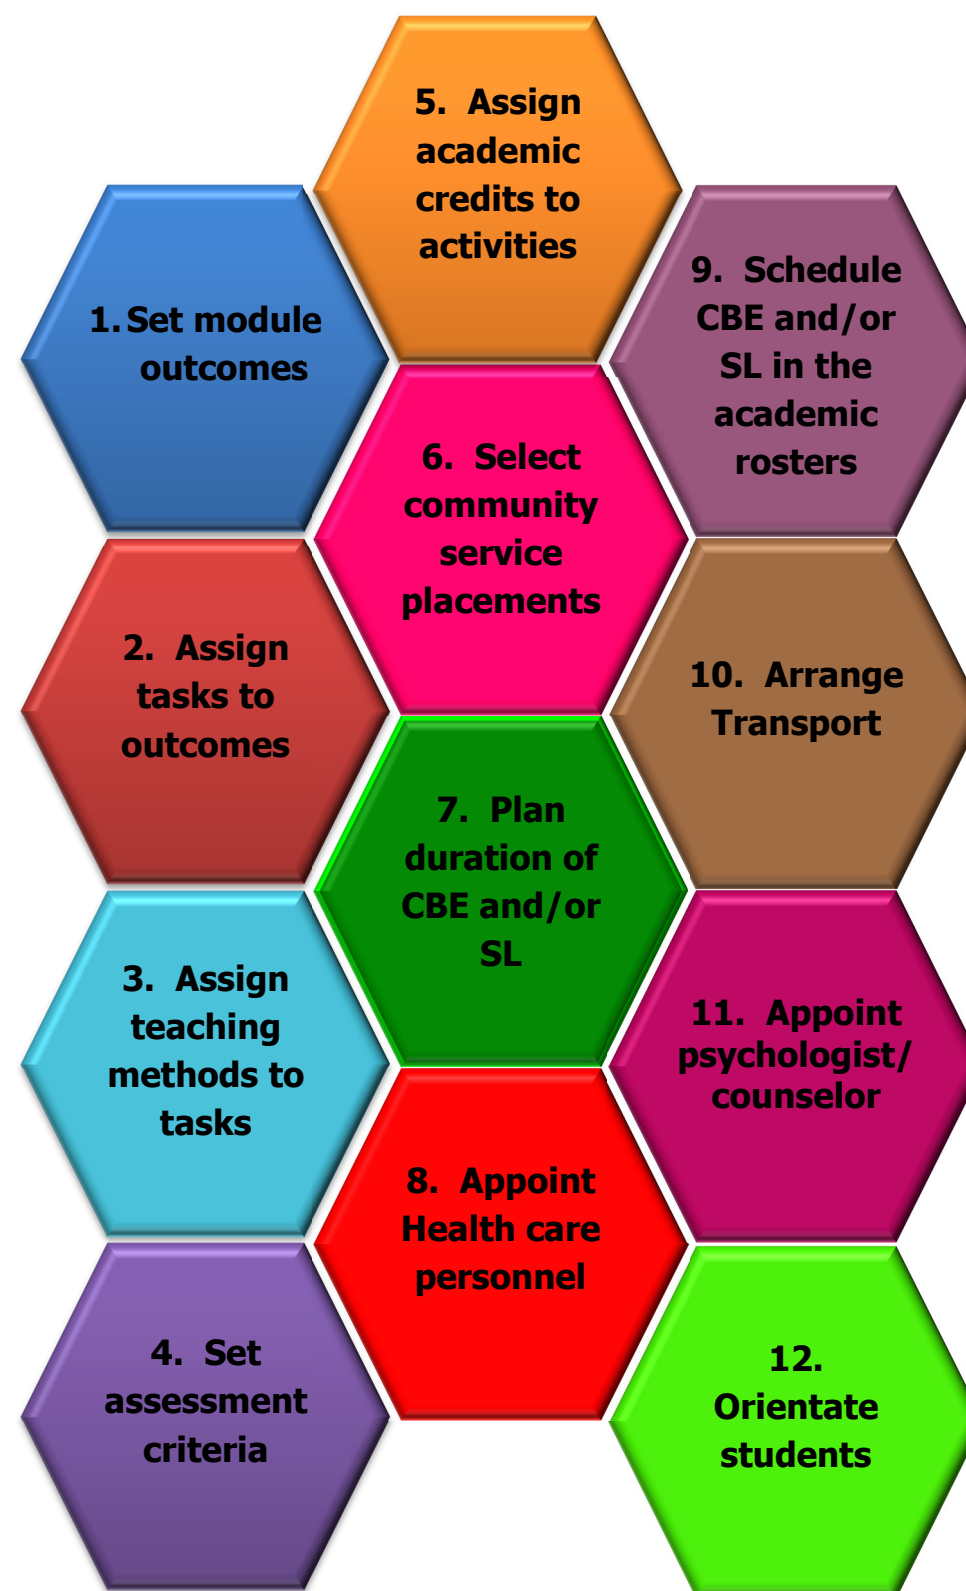 1. Set module
outcomes
2. Assign
tasks to
outcomes
3. Assign
teaching
methods to
tasks
4. Set
assessment
criteria
5. Assign
academic
credits to
activities
6. Select
community
service
placements
7. Plan
duration of
CBE and/or
SL
8. Appoint
Health care
personnel
9. Schedule
CBE and/or
SL in the
academic
rosters
10. Arrange
Transport
11. Appoint
psychologist/
counselor
12.
Orientate
students